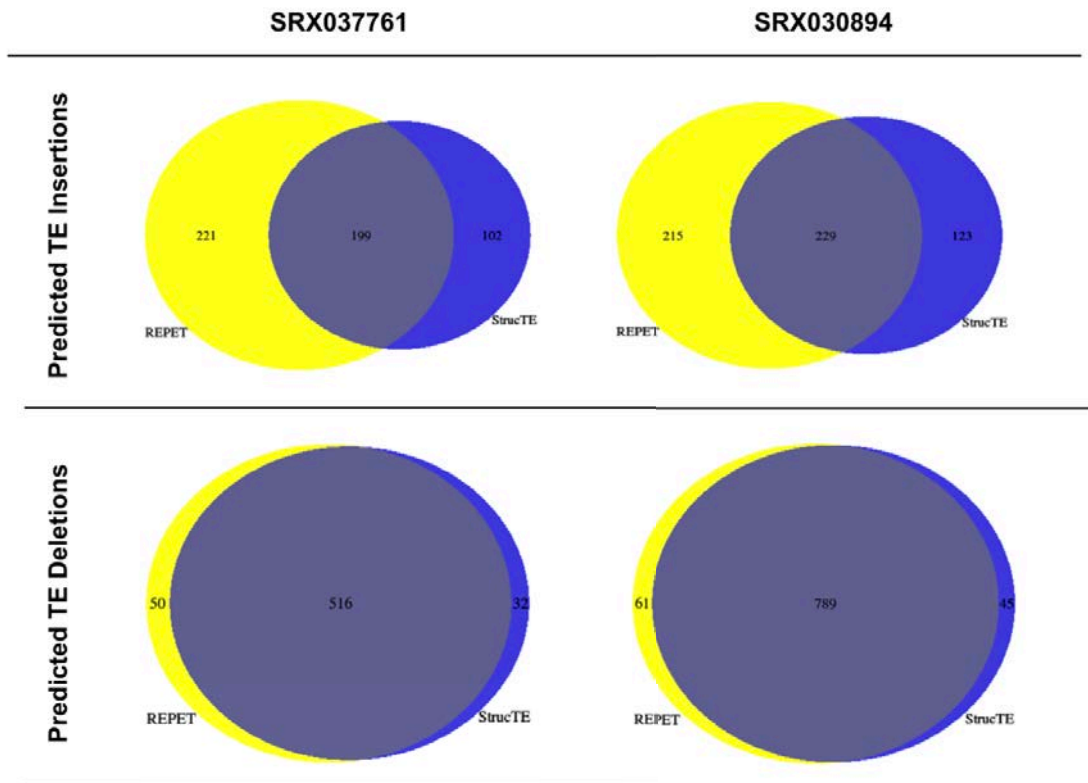 SRX037761 SRX030894
Predicted TE Insertions
221 199 102
REPET StrucTE
215 229 123
REPET StrucTE
Predicted TE Deletions
50 516 32
REPET StrucTE
61 789 45
REPET StrucTE